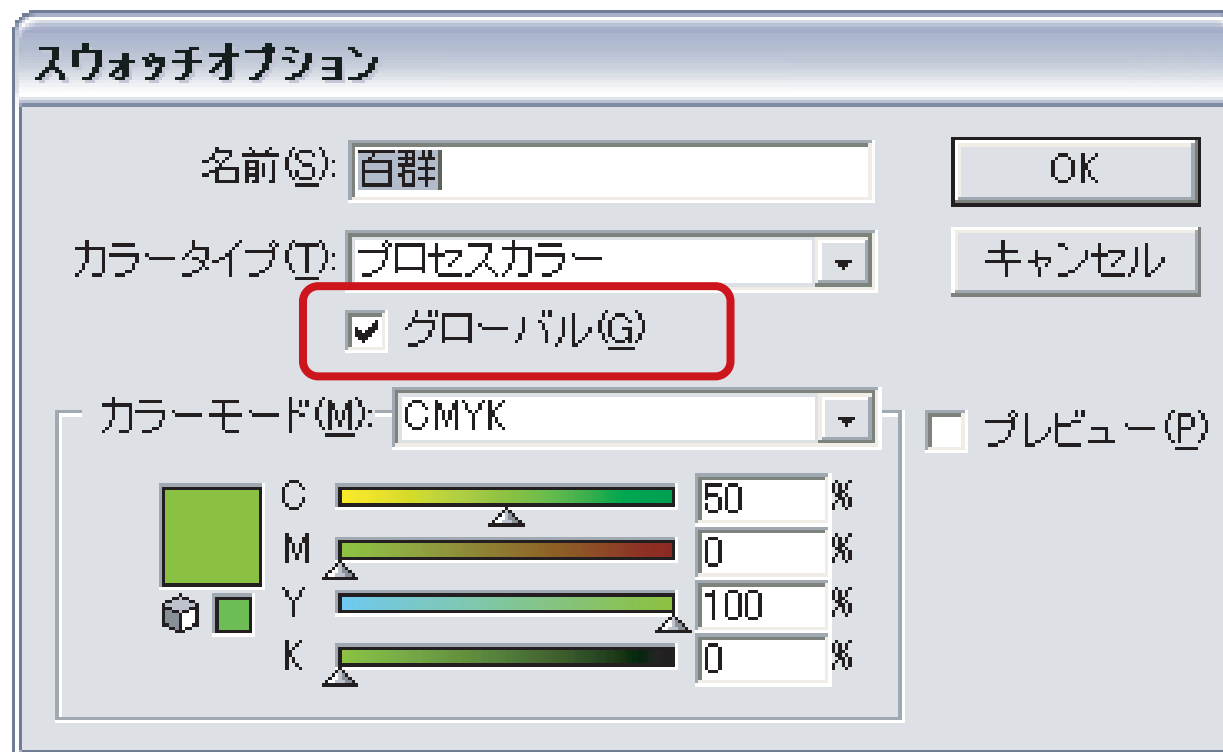 スウォッチオプション
名前(S): 百群 OK
カラータイプ(T): プロセスカラー キャンセル
グローバル(G)
カラーモード(M): CMYK プレビュー(P)
C 50 %
M 0 %
Y 100 %
K 0 %